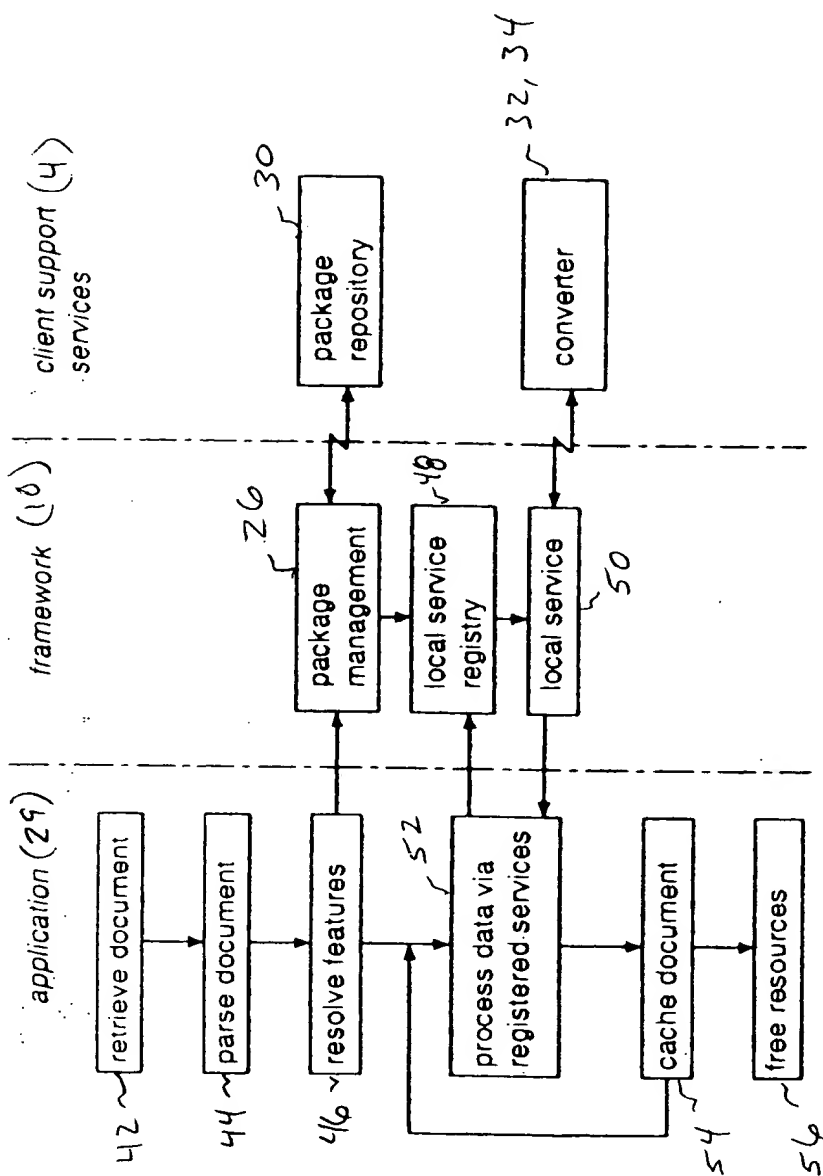 application (29)
framework (10)
client support (4)
services
42
retrieve document
44
parse document
46
resolve features
26
package
management
30
package
repository
48
local service
registry
52
process data via
registered services
local service
50
converter
32, 34
cache document
54
free resources
56